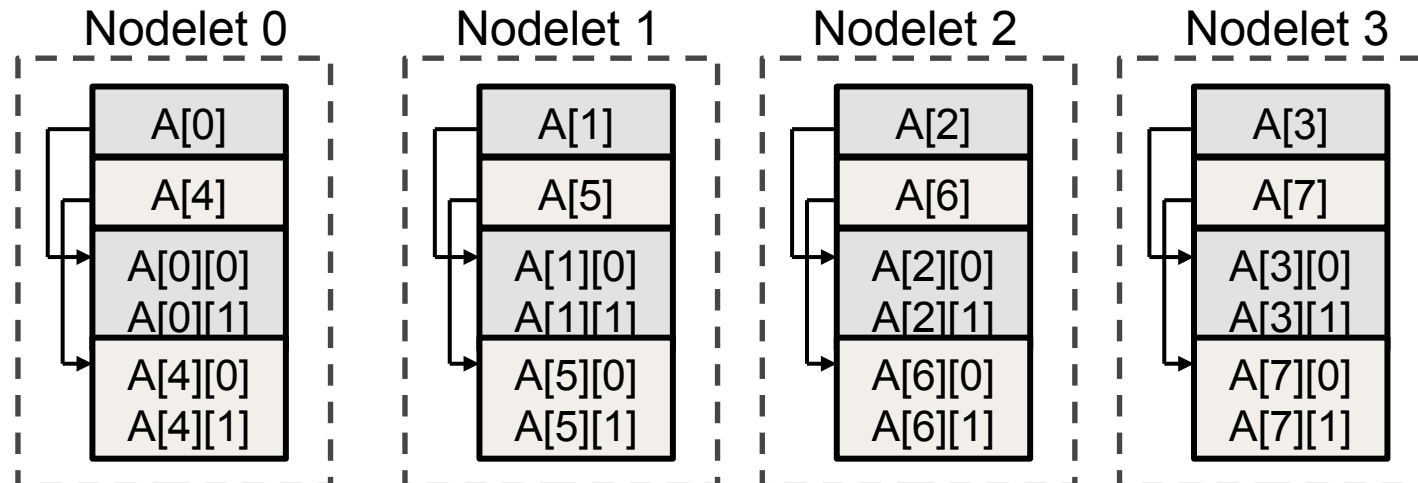 Nodelet 0
A[0]
A[4]
A[0][0]
A[0][1]
A[4][0]
A[4][1]
Nodelet 1
A[1]
A[5]
A[1][0]
A[1][1]
A[5][0]
A[5][1]
Nodelet 2
A[2]
A[6]
A[2][0]
A[2][1]
A[6][0]
A[6][1]
Nodelet 3
A[3]
A[7]
A[3][0]
A[3][1]
A[7][0]
A[7][1]